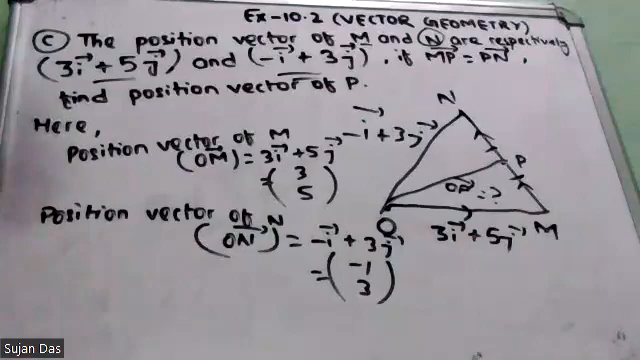 Ex-10.2 (VECTOR GEOMETRY)
Ⓒ The position vector of M and Ⓝ are respectively
(3i⃗ + 5j⃗) and (-i⃗ + 3j⃗), if MP⃗ = PN⃗,
find position vector of P.
Here,
Position vector of M
(OM⃗) = 3i⃗ + 5j⃗
= (3
5)
Position vector of N
(ON⃗) = -i⃗ + 3j⃗
= (-1
3)
N
-i⃗ + 3j⃗
P
= ?
O
3i⃗ + 5j⃗
M
Sujan Das